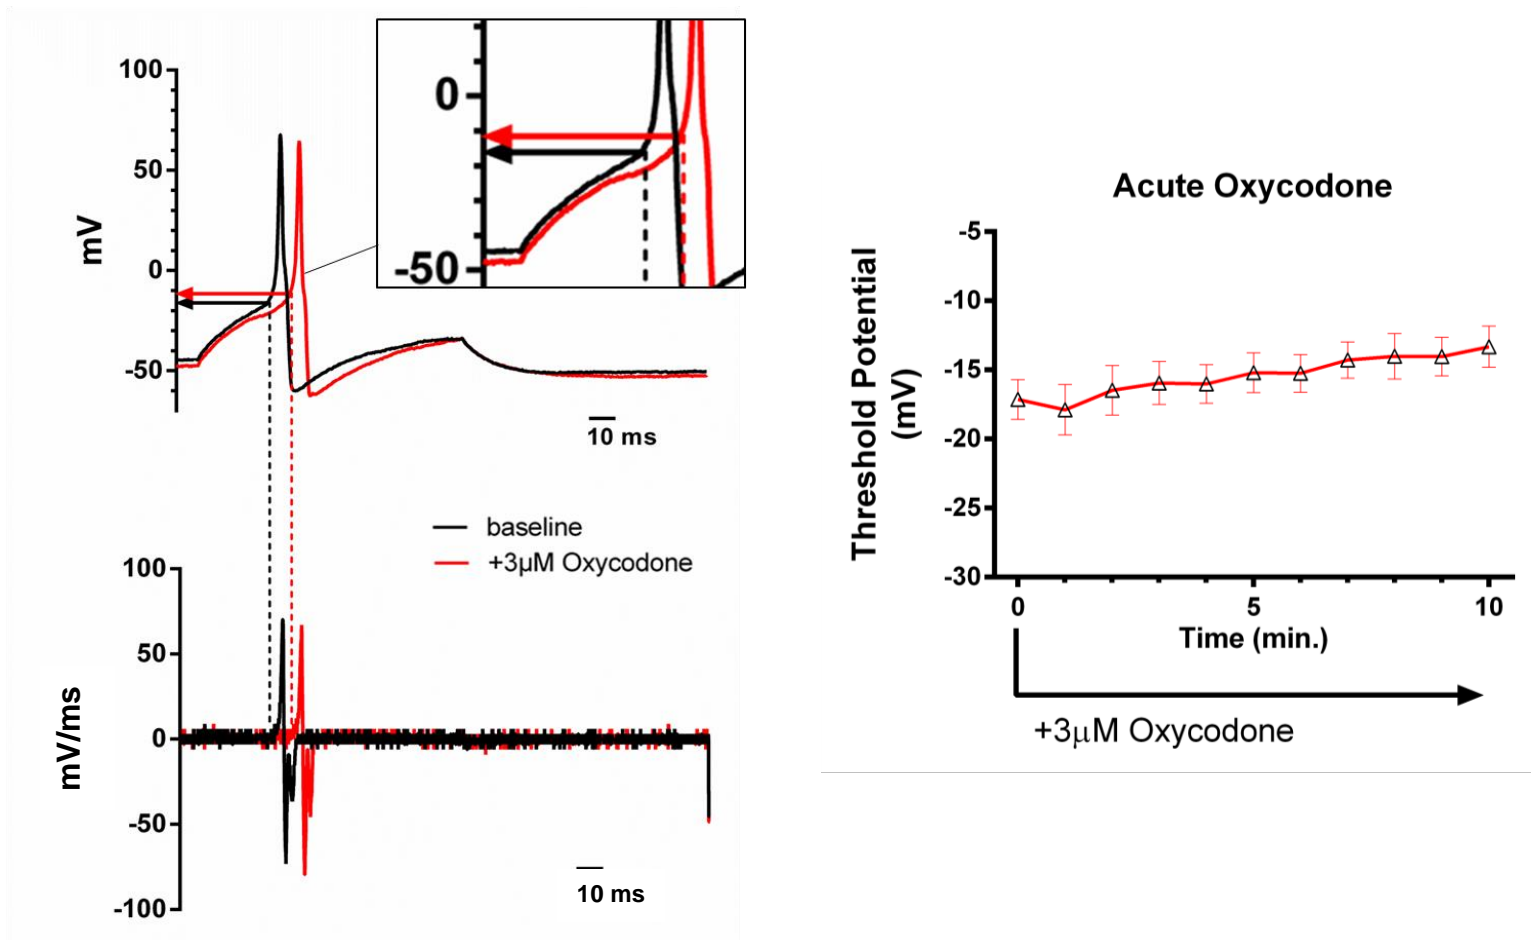 100
50
0
-50
mV
0
-50
10 ms
baseline
+3µM Oxycodone
100
50
0
-50
-100
mV/ms
10 ms
Acute Oxycodone
Threshold Potential
(mV)
-5
-10
-15
-20
-25
-30
0 5 10
Time (min.)
+3µM Oxycodone